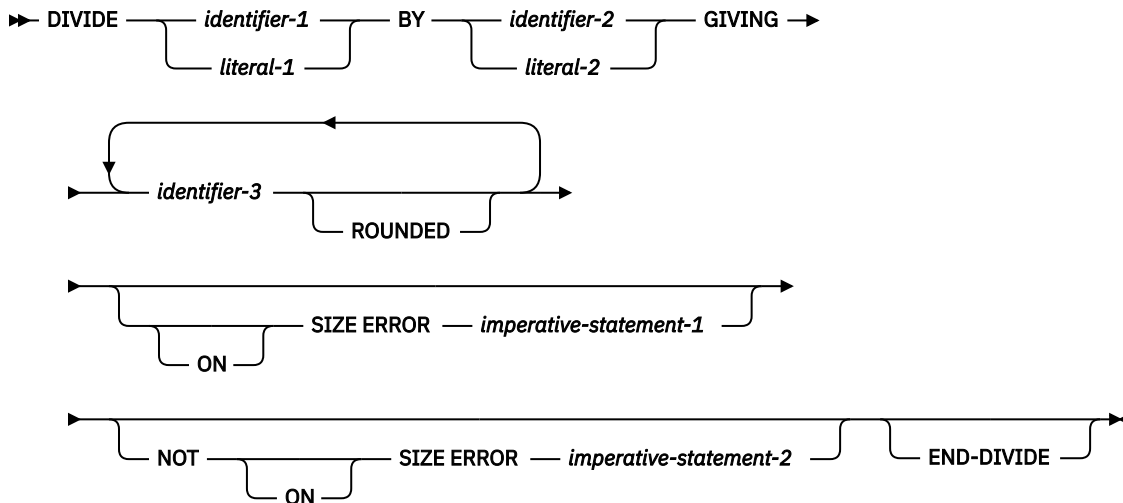 DIVIDE identifier-1 BY identifier-2 GIVING
literal-1 literal-2
identifier-3
ROUNDED
SIZE ERROR imperative-statement-1
ON
NOT SIZE ERROR imperative-statement-2 END-DIVIDE
ON